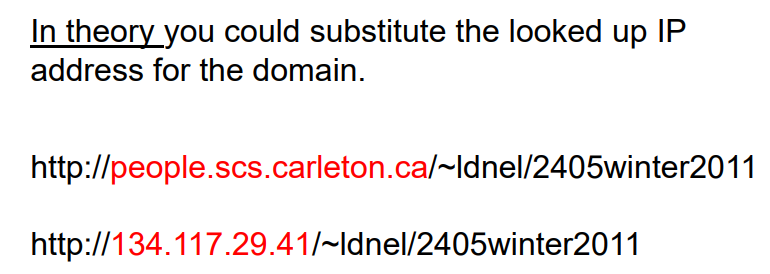 In theory you could substitute the looked up IP
address for the domain.
http://people.scs.carleton.ca/~ldnel/2405winter2011
http://134.117.29.41/~ldnel/2405winter2011